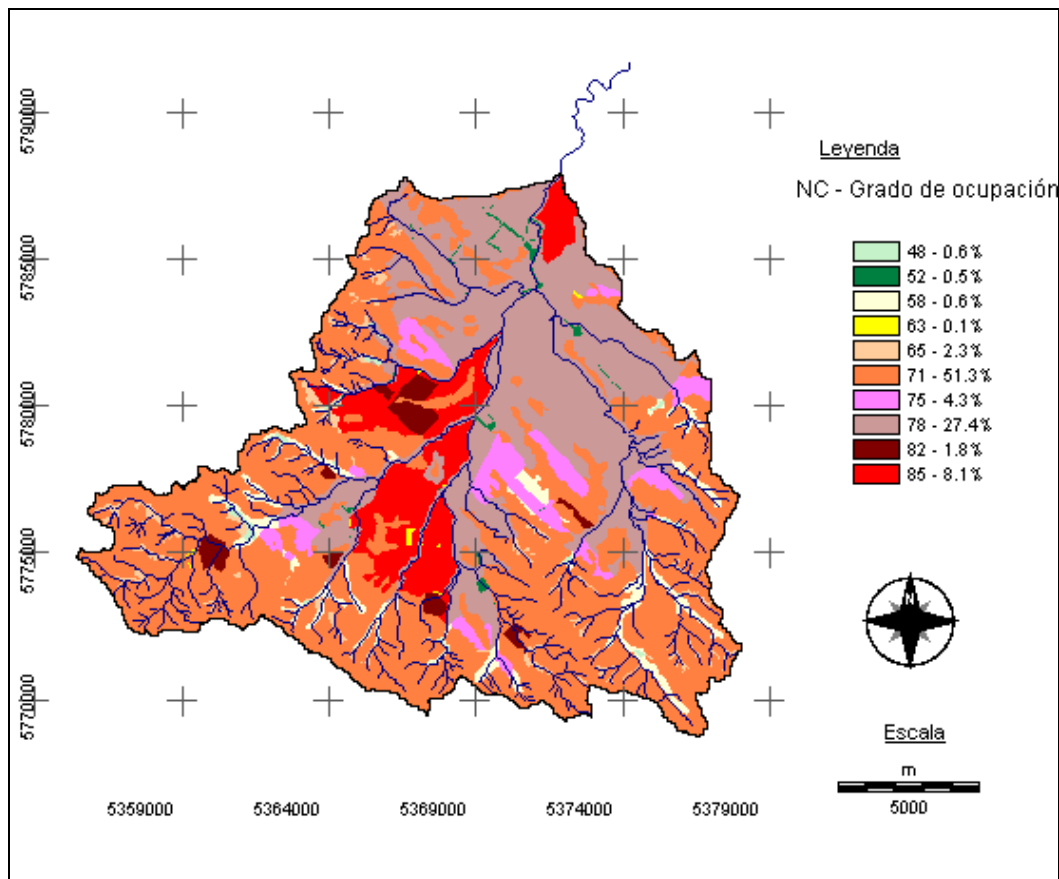 5790000
5785000
5780000
5775000
5770000
5359000
5364000
5369000
5374000
5379000
Leyenda
NC - Grado de ocupación
48 - 0.6%
52 - 0.5%
58 - 0.6%
63 - 0.1%
65 - 2.3%
71 - 51.3%
75 - 4.3%
78 - 27.4%
82 - 1.8%
85 - 8.1%
Escala
m
5000